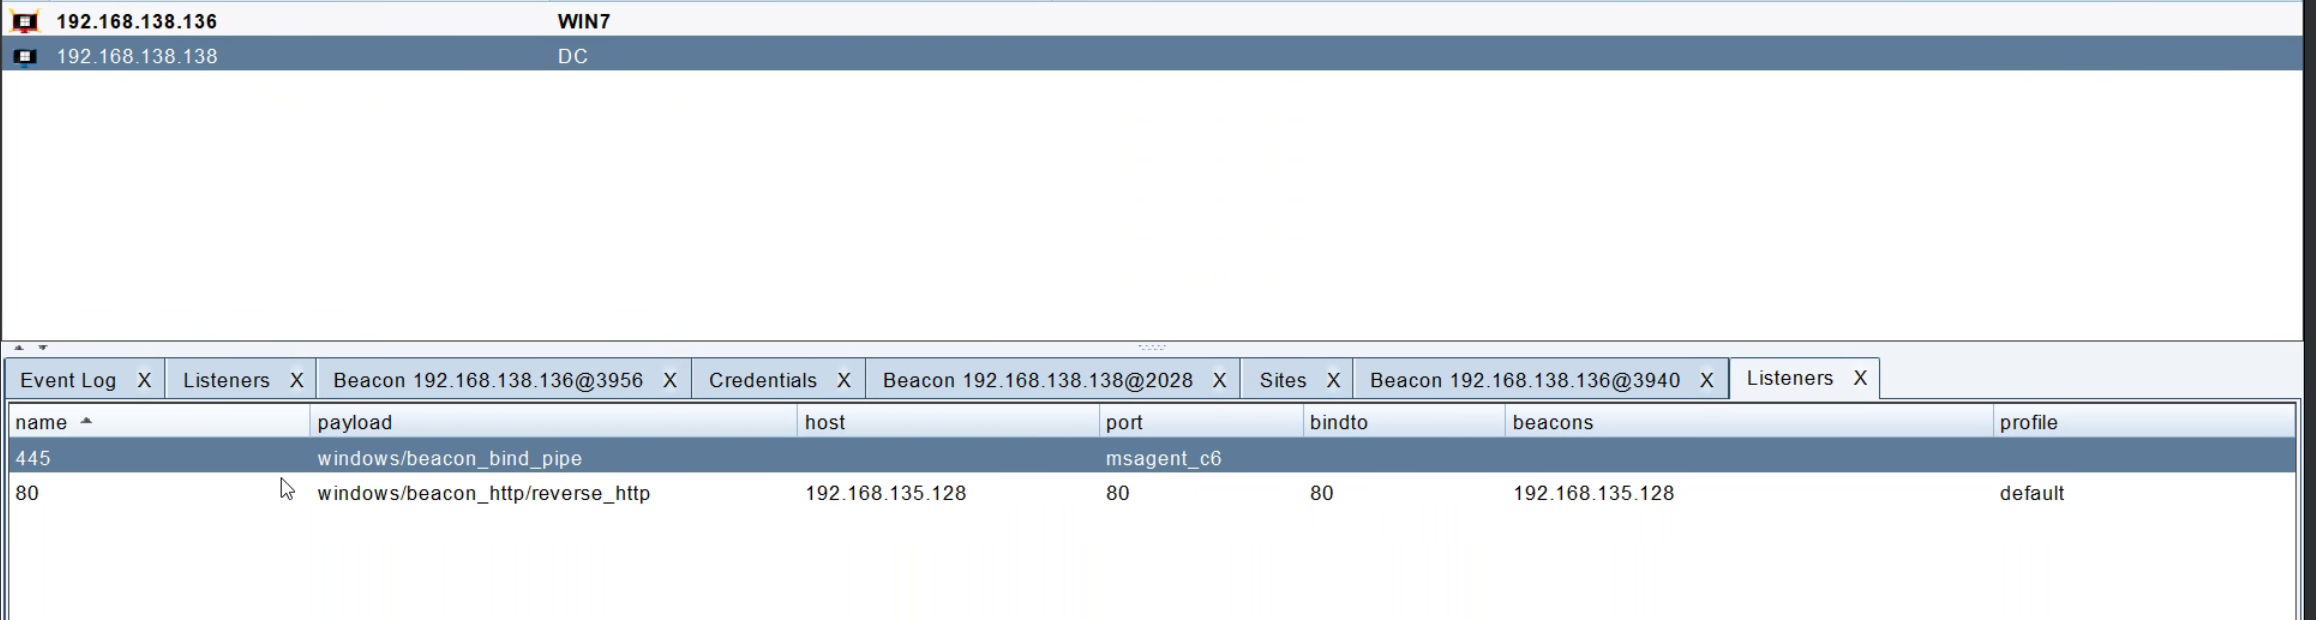 192.168.138.136 WIN7
192.168.138.138 DC
Event Log X Listeners X Beacon 192.168.138.136@3956 X Credentials X Beacon 192.168.138.138@2028 X Sites X Beacon 192.168.138.136@3940 X Listeners X
name payload host port bindto beacons profile
445 windows/beacon_bind_pipe msagent_c6
80 windows/beacon_http/reverse_http 192.168.135.128 80 80 192.168.135.128 default